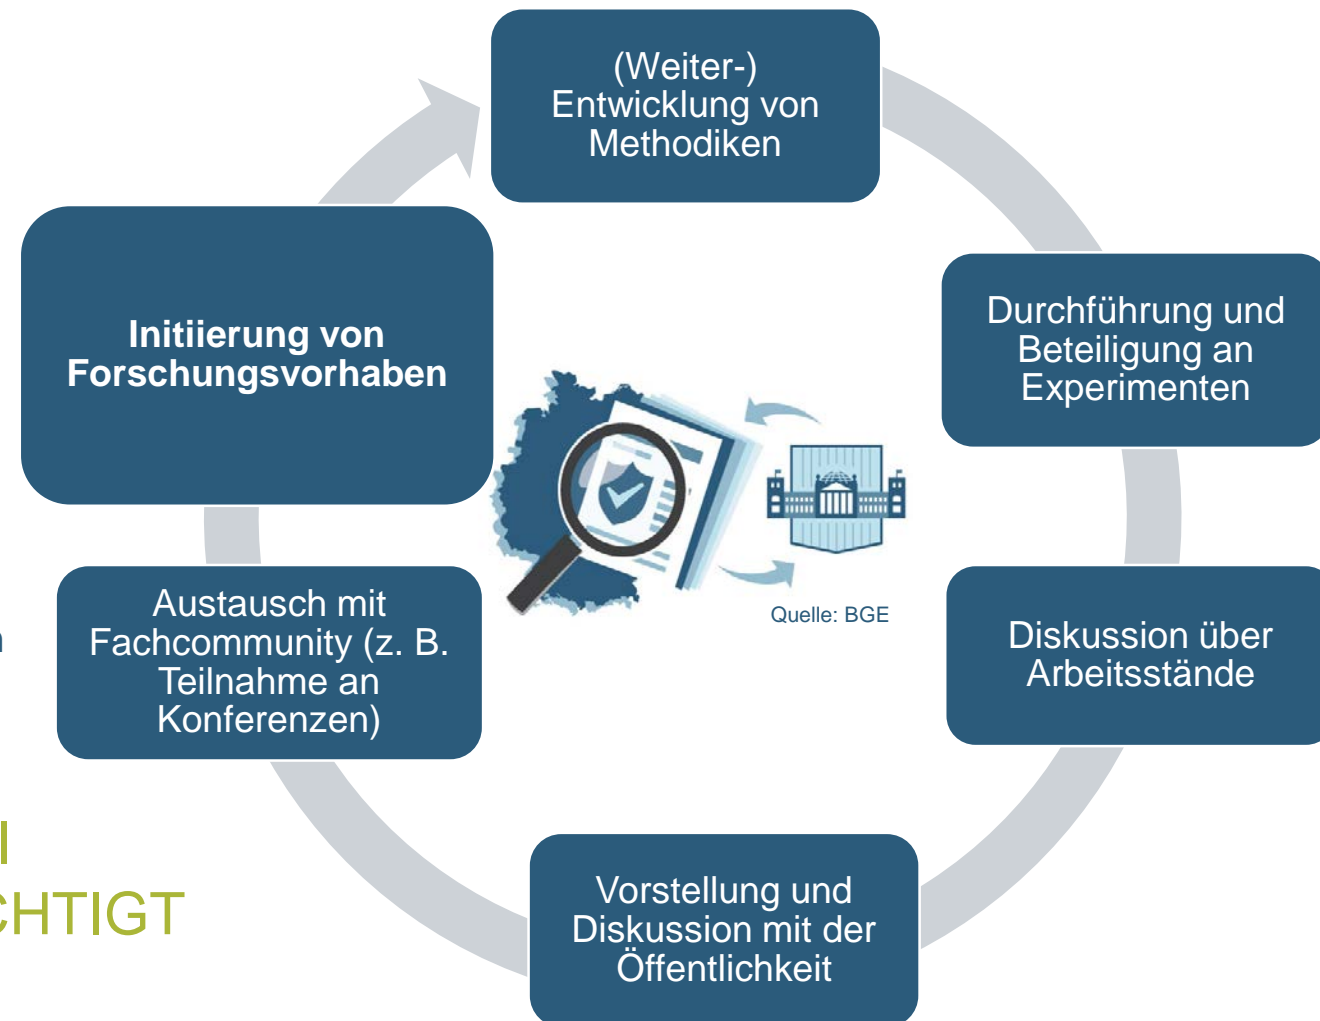 (Weiter-)
Entwicklung von
Methodiken
Durchführung und
Beteiligung an
Experimenten
Diskussion über
Arbeitsstände
Vorstellung und
Diskussion mit der
Öffentlichkeit
Austausch mit
Fachcommunity (z. B.
Teilnahme an
Konferenzen)
Initiierung von
Forschungsvorhaben
Quelle: BGE
CHTIGT